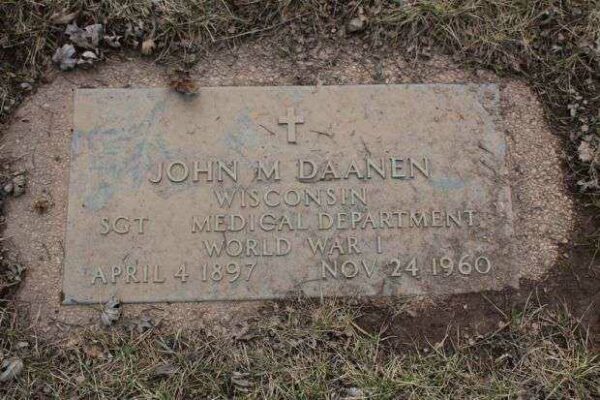 JOHN M DAANEN
WISCONSIN
SGT MEDICAL DEPARTMENT
WORLD WAR I
APRIL 4 1897 NOV 24 1960